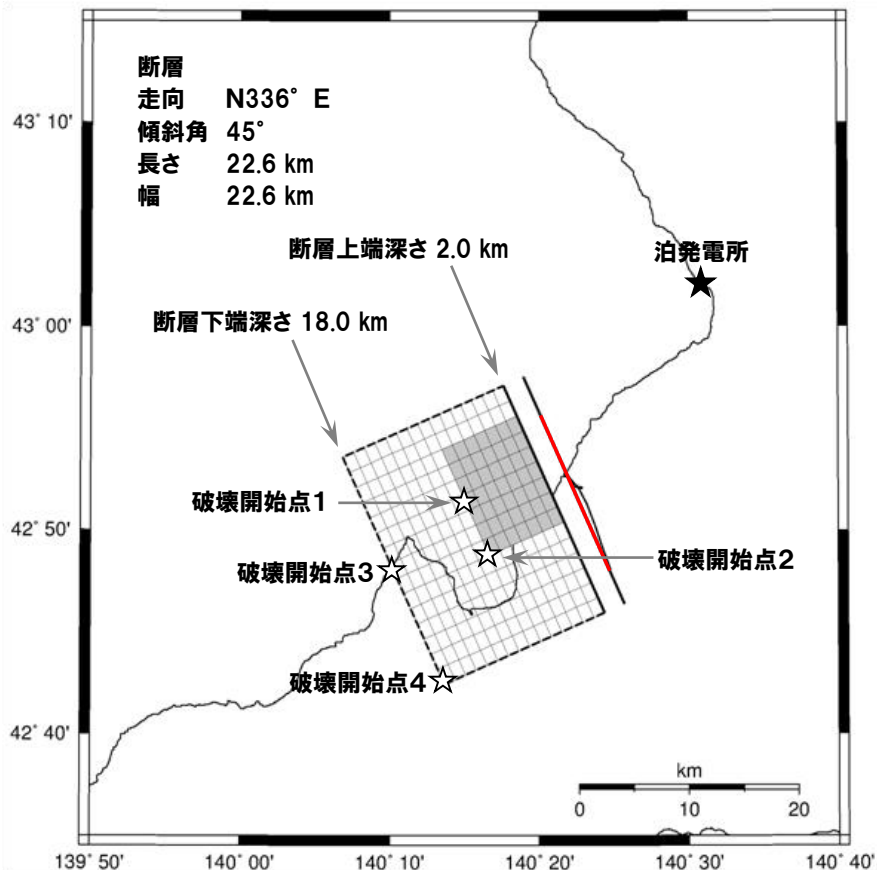 断層
走向 N336°E
傾斜角 45°
長さ 22.6 km
幅 22.6 km
43° 10'
断層上端深さ 2.0 km
泊発電所
断層下端深さ 18.0 km
43° 00'
破壊開始点1
42° 50'
破壊開始点2
破壊開始点3
破壊開始点4
42° 40'
km
0 10 20
139° 50' 140° 00' 140° 10' 140° 20' 140° 30' 140° 40'